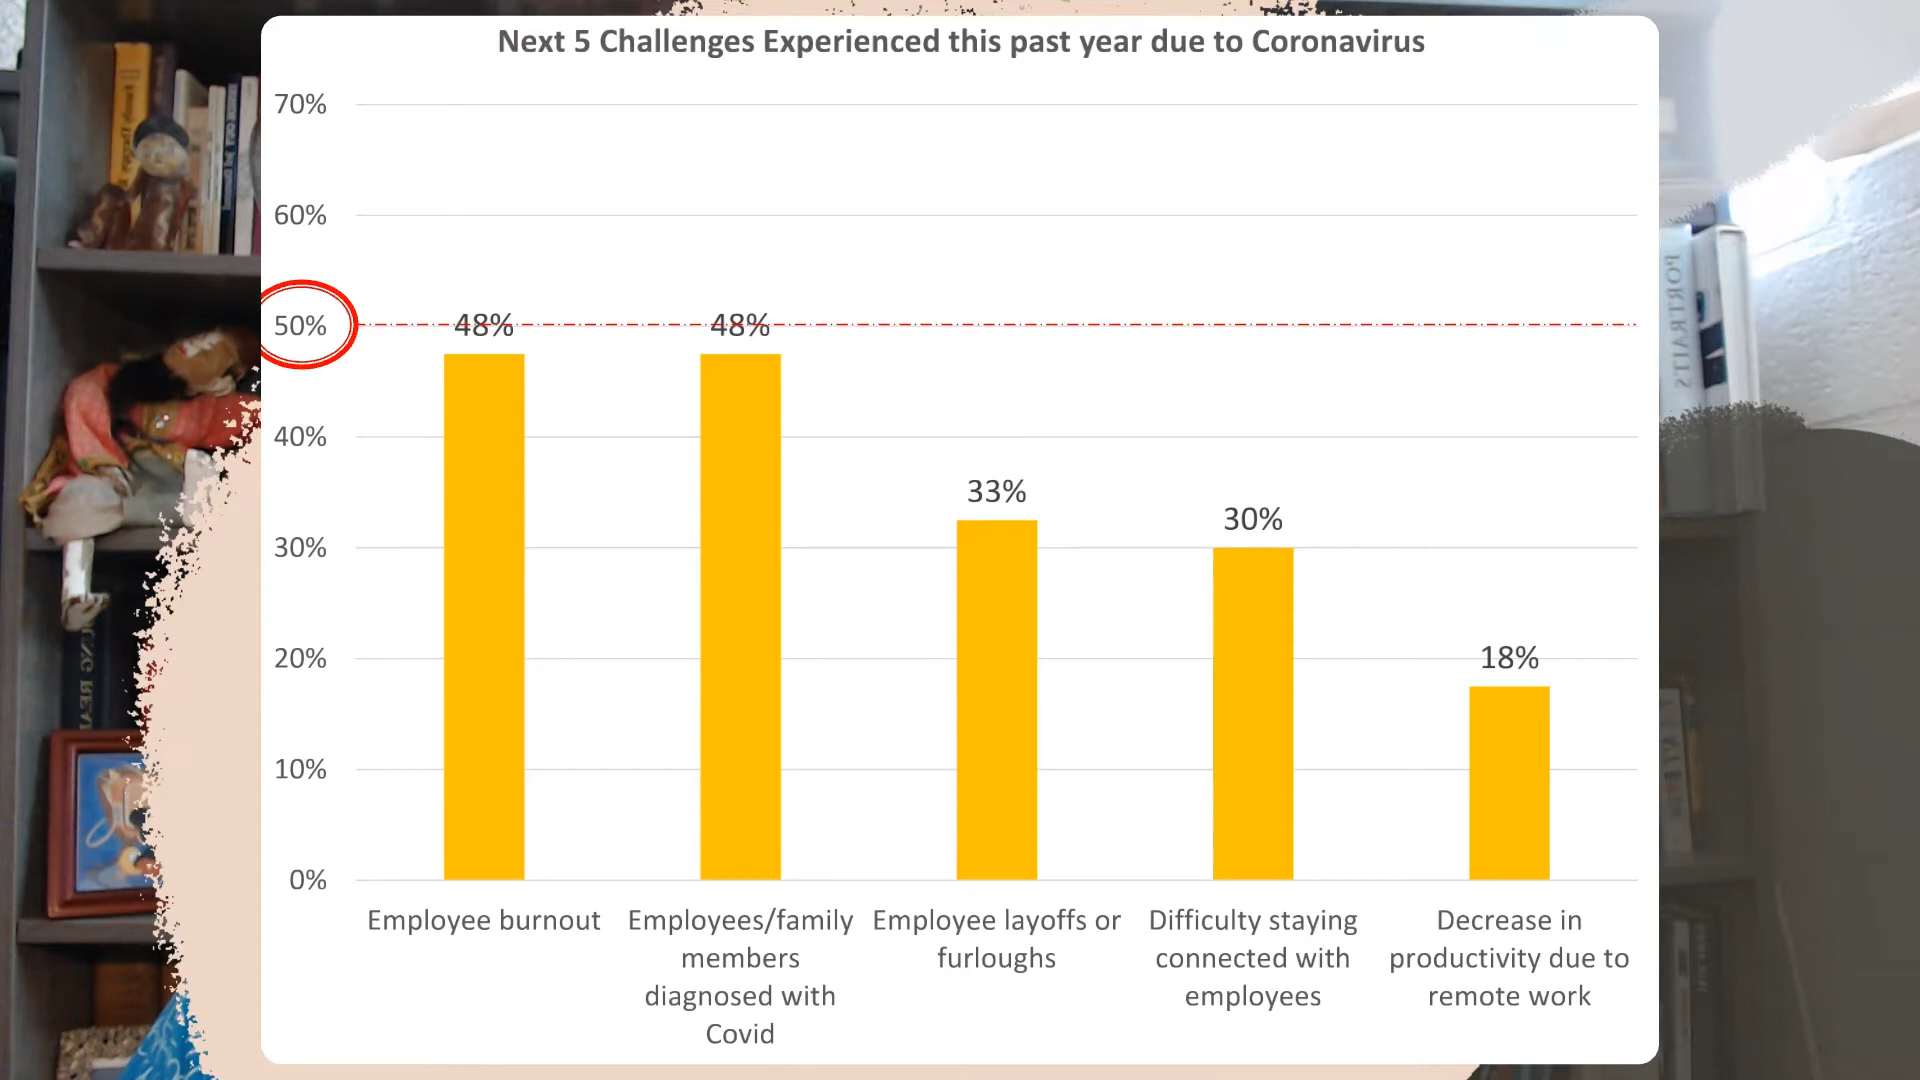 Next 5 Challenges Experienced this past year due to Coronavirus
70%
60%
50%
40%
30%
20%
10%
0%
48%
48%
33%
30%
18%
Employee burnout
Employees/family
members
diagnosed with
Covid
Employee layoffs or
furloughs
Difficulty staying
connected with
employees
Decrease in
productivity due to
remote work
PORTRAITS